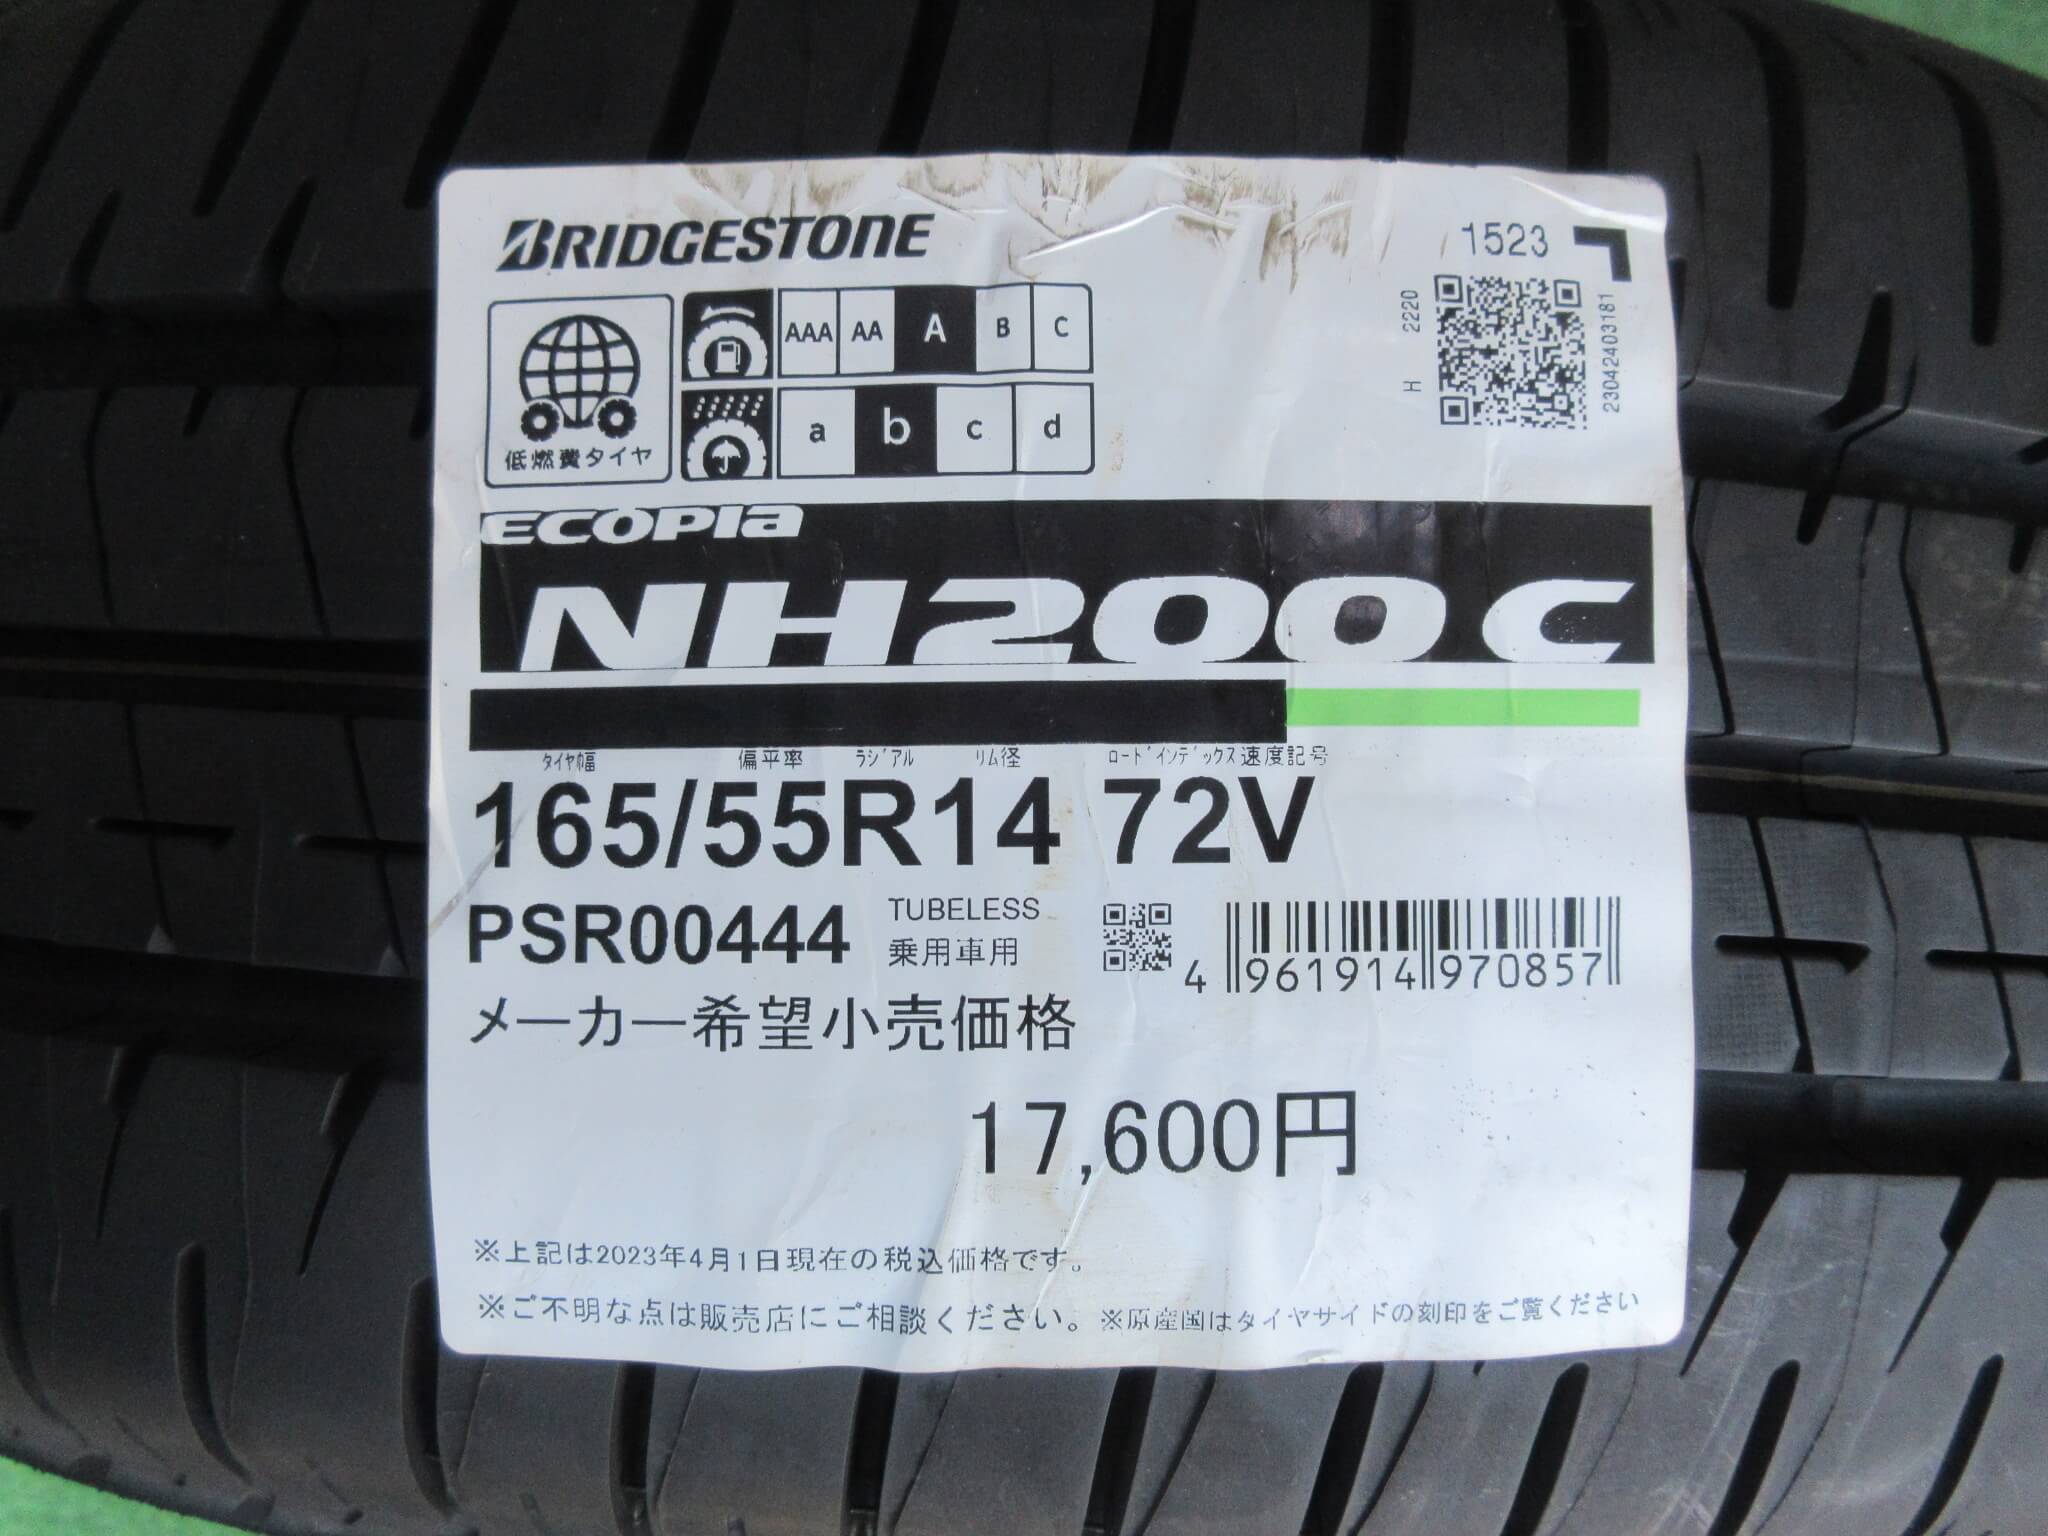 BRIDGESTONE
1523
H 2220
23042403181
低燃費タイヤ
AAA AA A B C
a b c d
ECOPIA
NH200 C
タイヤ幅 偏平率 ラジアル リム径 ロードインデックス 速度記号
165/55R14 72V
PSR00444 TUBELESS
乗用車用
4 961914 970857
メーカー希望小売価格
17,600円
※上記は2023年4月1日現在の税込価格です。
※ご不明な点は販売店にご相談ください。※原産国はタイヤサイドの刻印をご覧ください